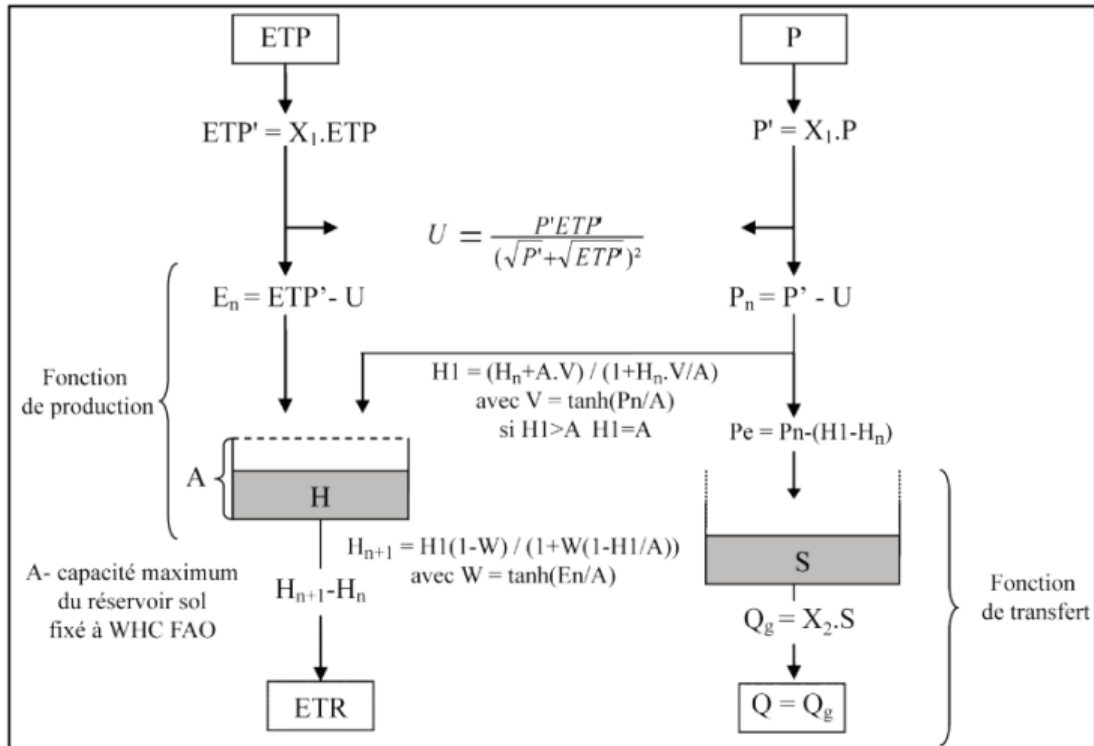 ETP
P
ETP' = X₁.ETP
P' = X₁.P
U = P'ETP' / (√P'+√ETP')²
Eₙ = ETP'- U
Pₙ = P’ - U
Fonction
de production
H1 = (Hₙ+A.V) / (1+Hₙ.V/A)
avec V = tanh(Pn/A)
si H1>A H1=A
Pe = Pn-(H1-Hₙ)
A
H
S
Hₙ₊₁ = H1(1-W) / (1+W(1-H1/A))
avec W = tanh(En/A)
A- capacité maximum
du réservoir sol
fixé à WHC FAO
Hₙ₊₁-Hₙ
Q_g = X₂.S
Fonction
de transfert
ETR
Q = Q_g